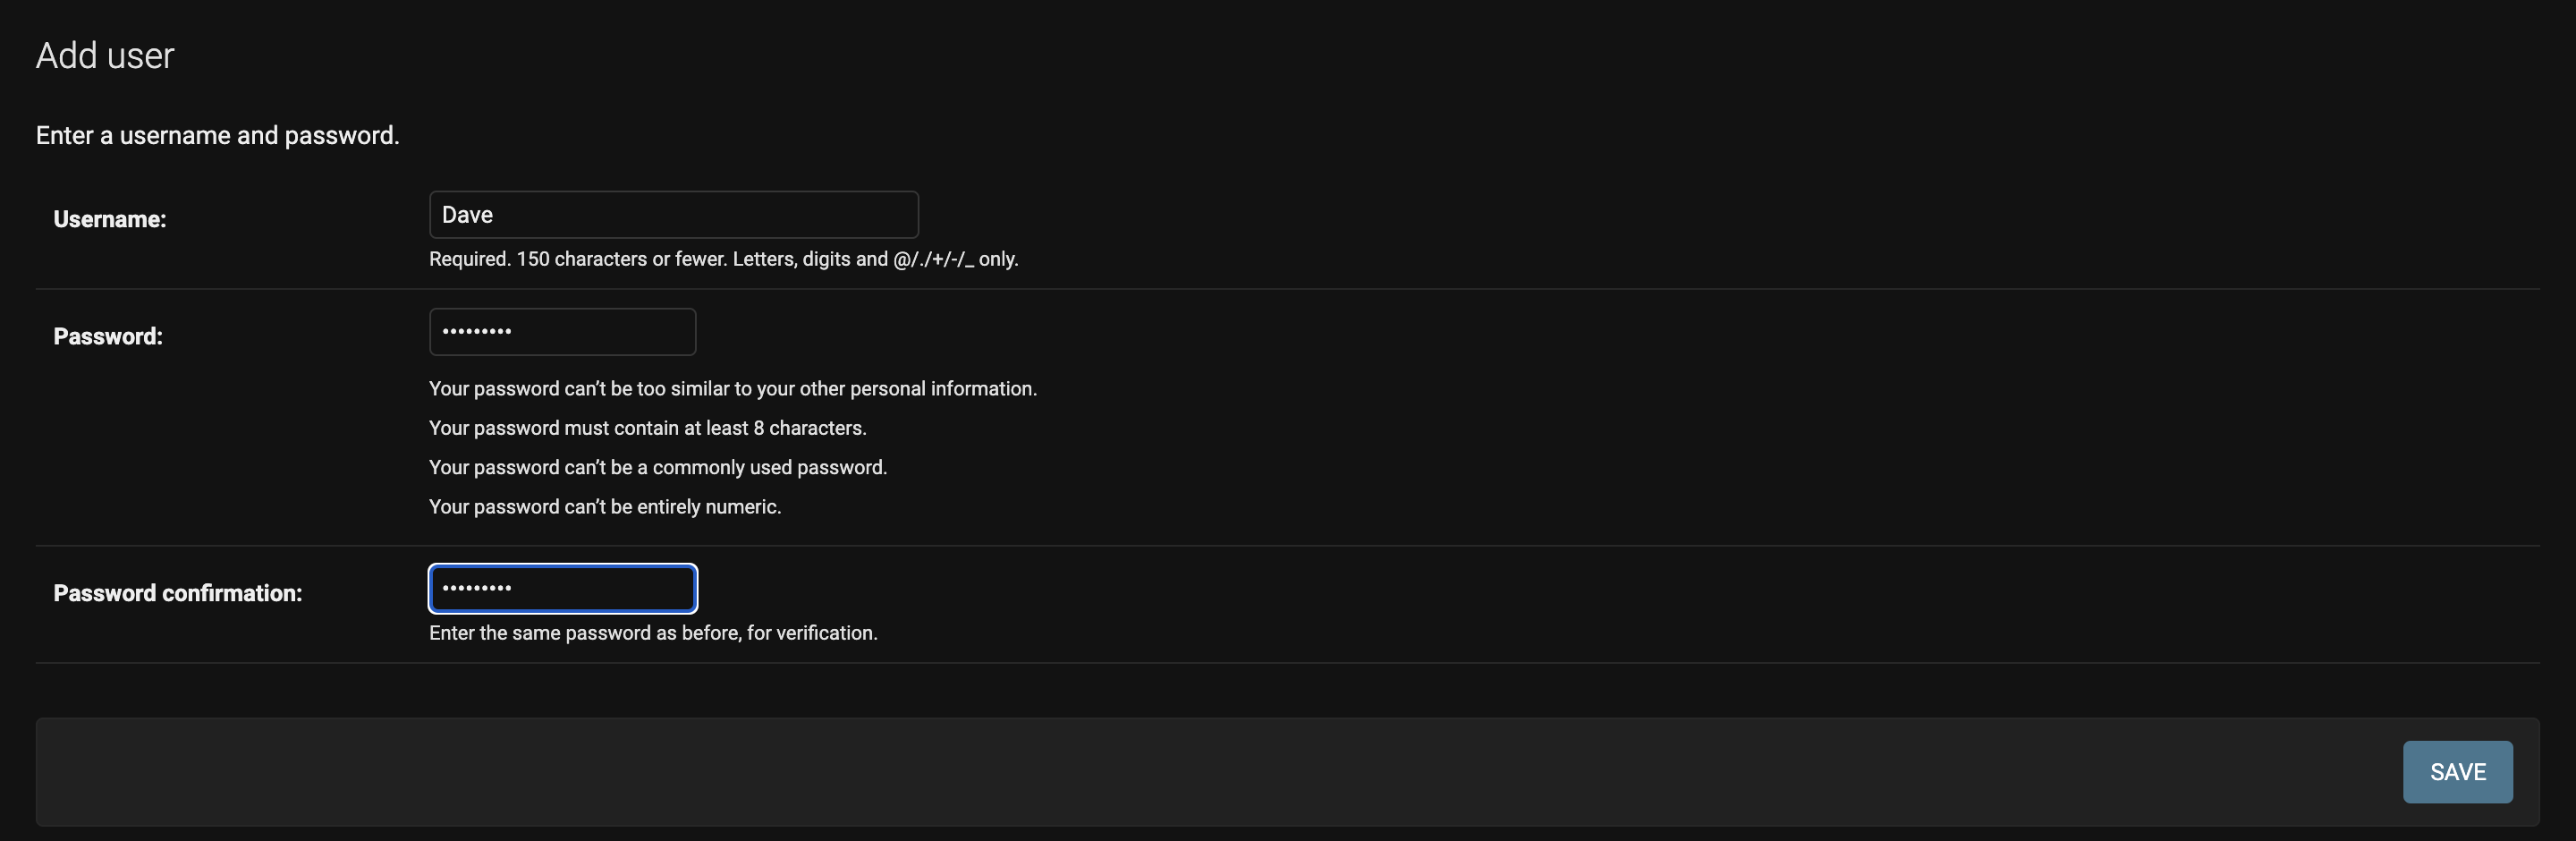 Add user
Enter a username and password.
Username:
Dave
Required. 150 characters or fewer. Letters, digits and @/./+/-/_ only.
Password:
•••••••••
Your password can’t be too similar to your other personal information.
Your password must contain at least 8 characters.
Your password can’t be a commonly used password.
Your password can’t be entirely numeric.
Password confirmation:
•••••••••
Enter the same password as before, for verification.
SAVE